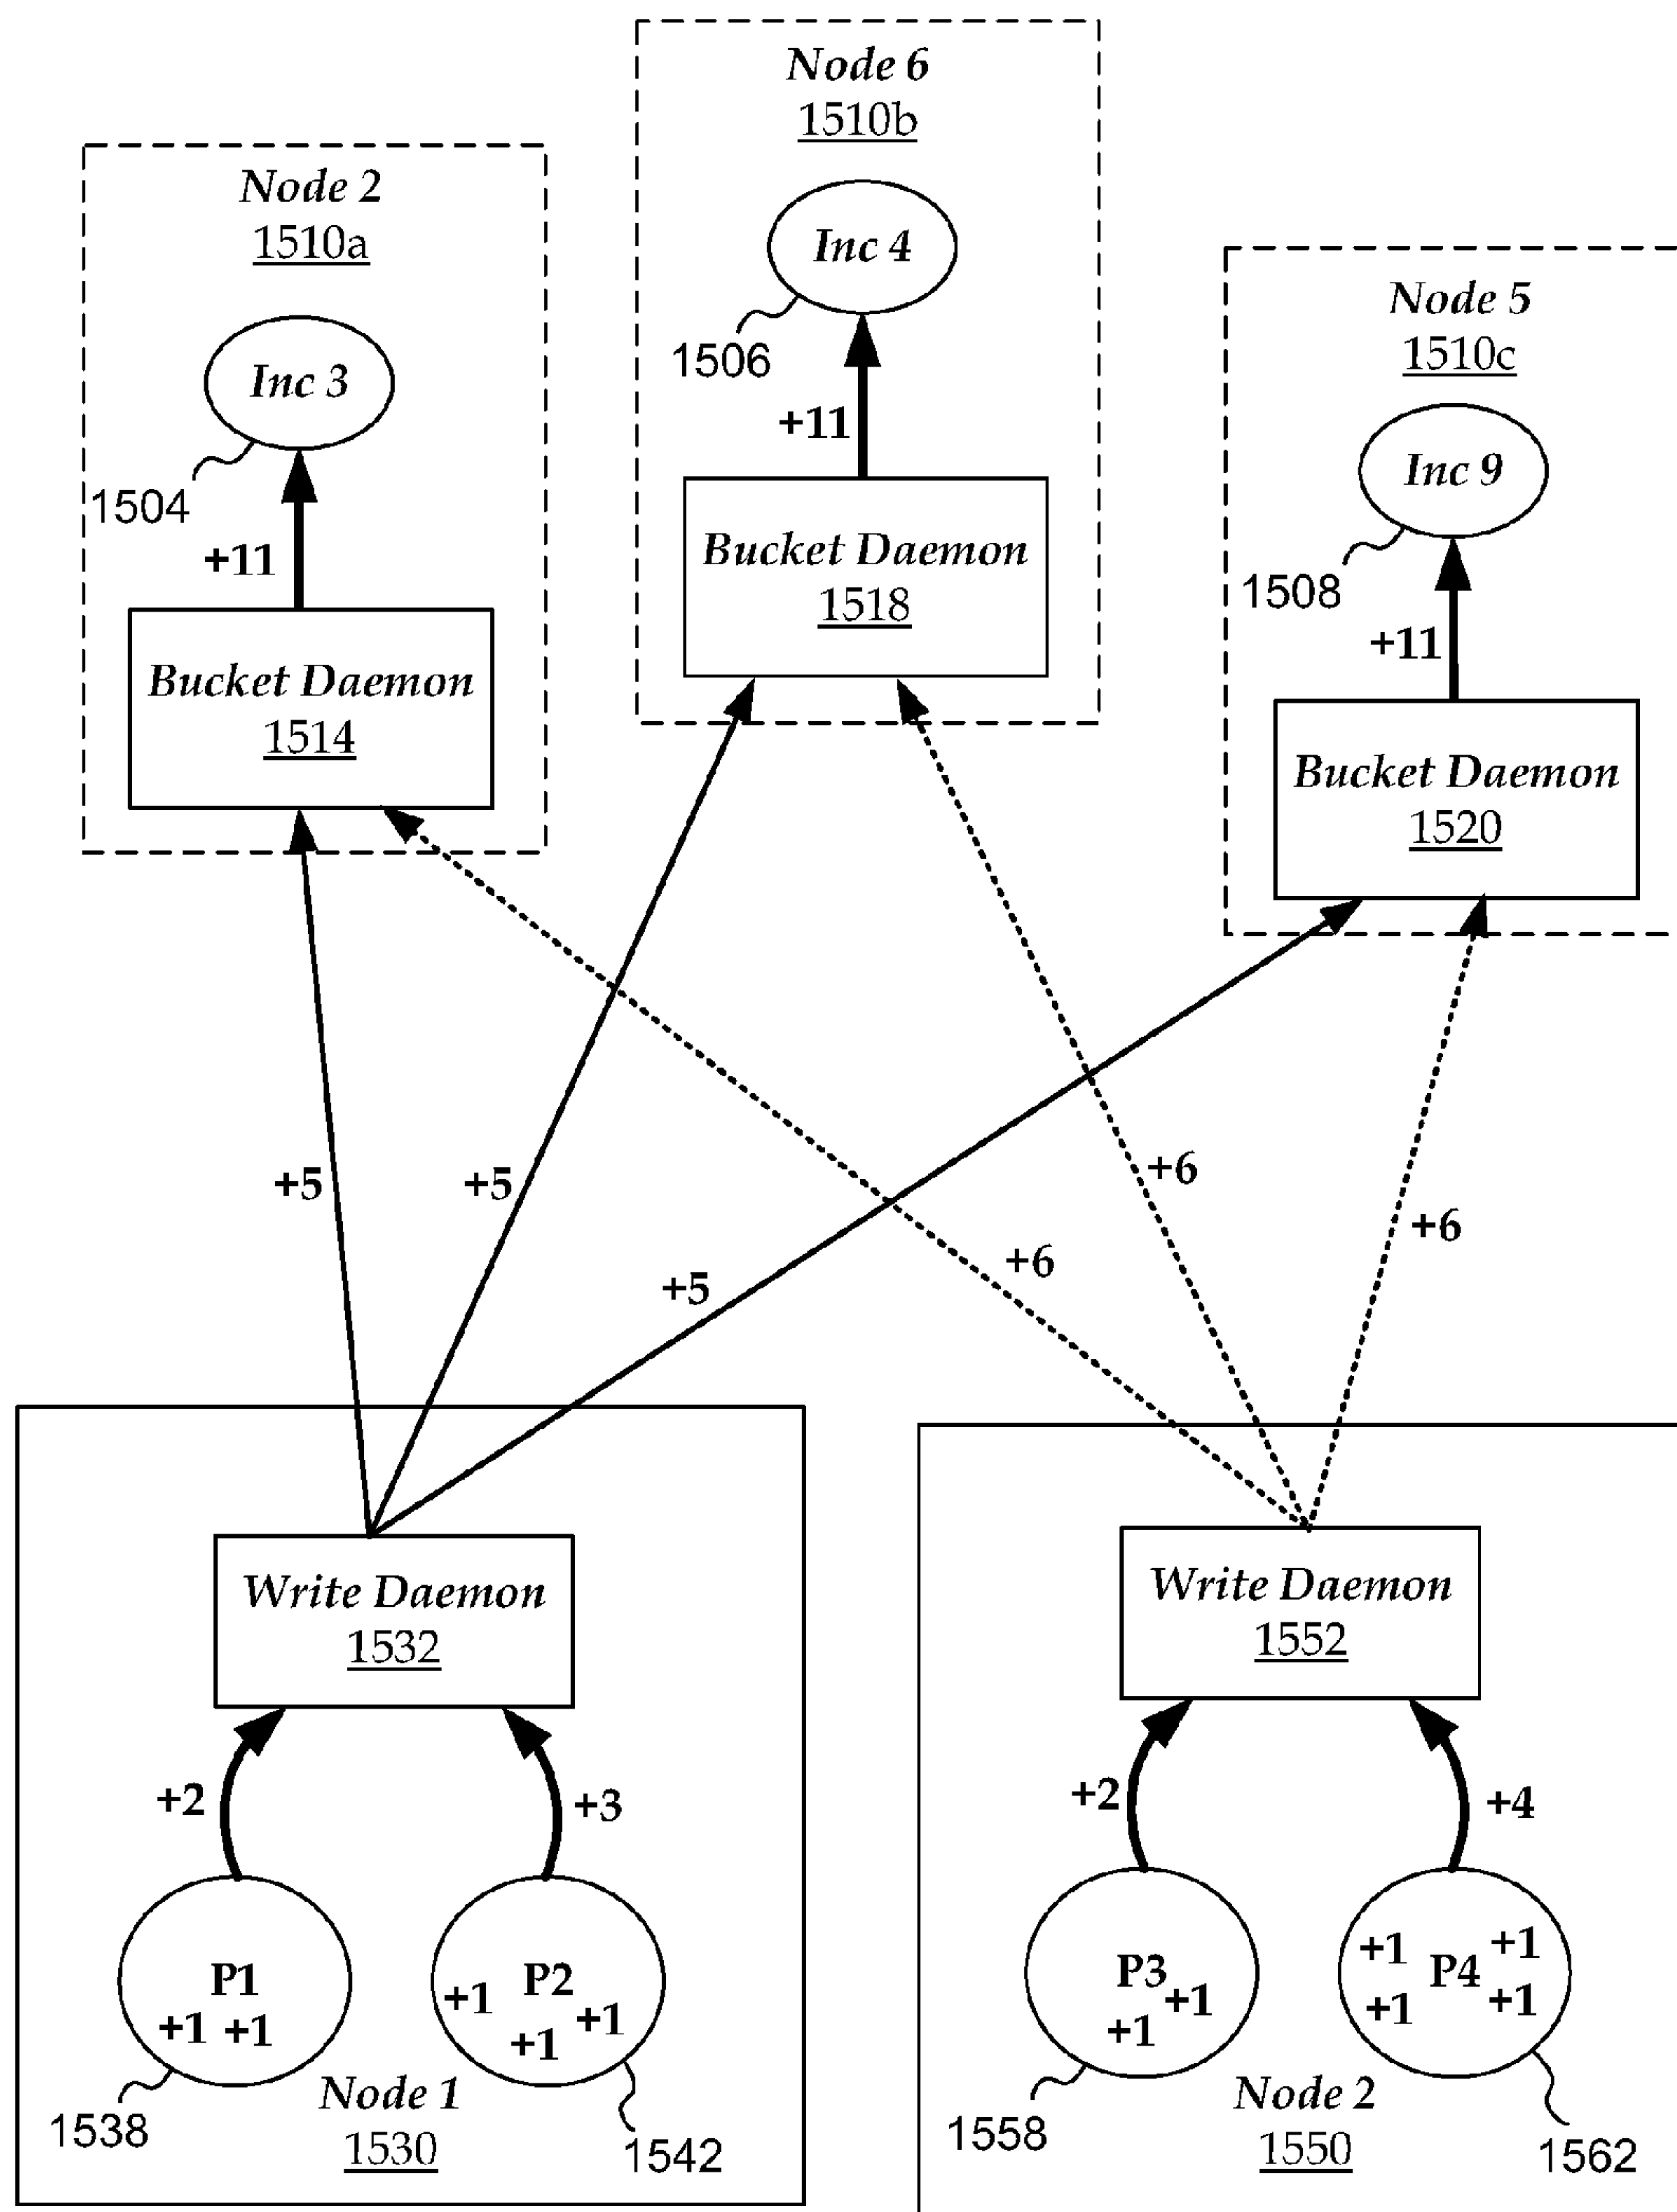 Node 6
1510b
Inc 4
1506
+11
Bucket Daemon
1518
Node 2
1510a
Inc 3
1504
+11
Bucket Daemon
1514
Node 5
1510c
Inc 9
1508
+11
Bucket Daemon
1520
+5
+5
+5
+6
+6
+6
Write Daemon
1532
+2
+3
P1
+1 +1
P2
+1
+1
+1
1538
Node 1
1530
1542
Write Daemon
1552
+2
+4
P3
+1
+1
P4
+1
+1
+1
+1
1558
Node 2
1550
1562